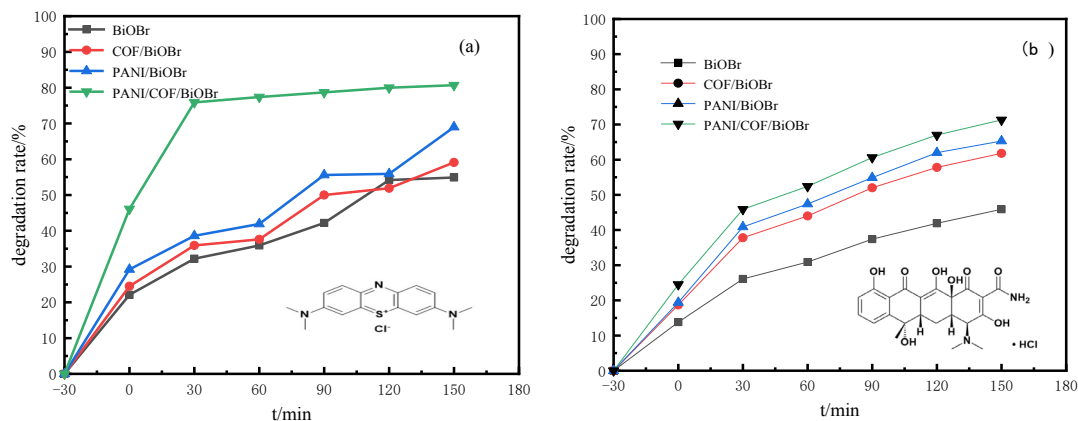 (a)
BiOBr
COF/BiOBr
PANI/BiOBr
PANI/COF/BiOBr
degradation rate/%
100
90
80
70
60
50
40
30
20
10
0
-30 0 30 60 90 120 150 180
t/min
N
N
S+
N
Cl-
(b )
BiOBr
COF/BiOBr
PANI/BiOBr
PANI/COF/BiOBr
degradation rate/%
100
90
80
70
60
50
40
30
20
10
0
-30 0 30 60 90 120 150 180
t/min
OH O OH OH O O
NH2
OH
OH H H N
• HCl